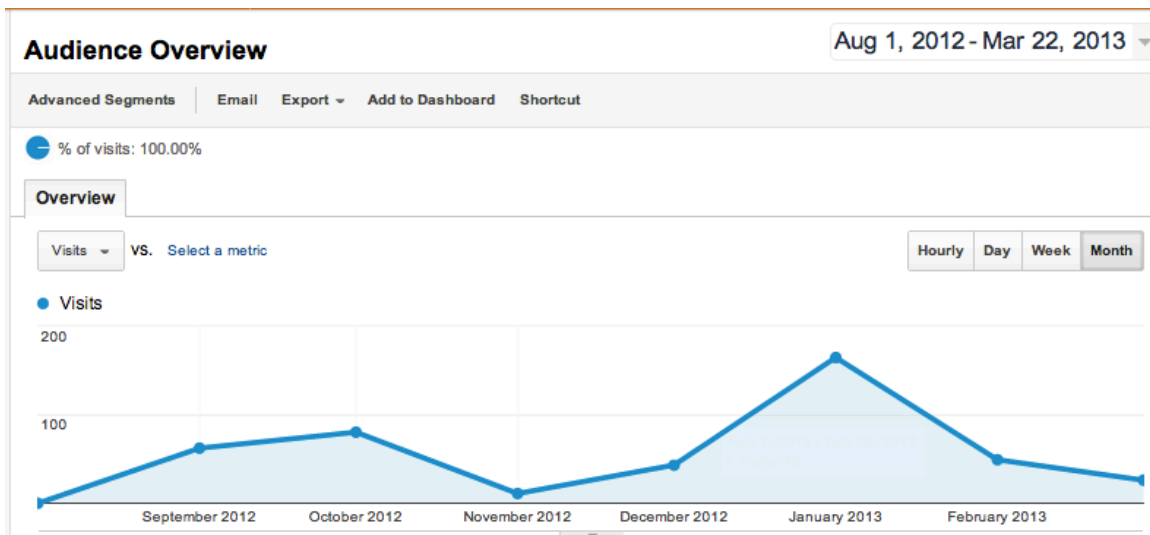 Audience Overview
Aug 1, 2012 - Mar 22, 2013
Advanced Segments Email Export Add to Dashboard Shortcut
% of visits: 100.00%
Overview
Visits VS. Select a metric
Hourly Day Week Month
Visits
200
100
September 2012 October 2012 November 2012 December 2012 January 2013 February 2013